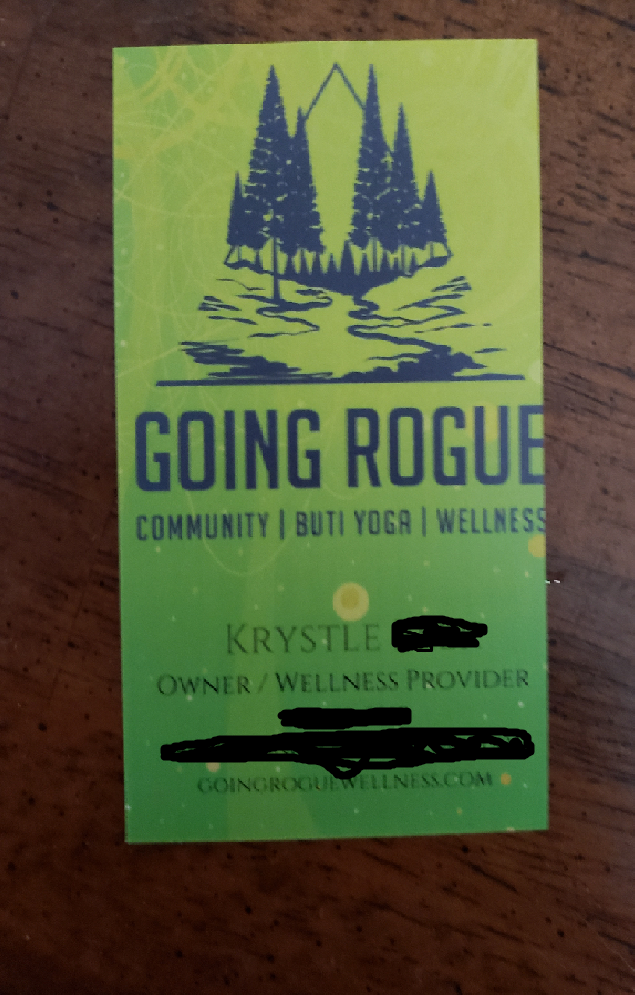 GOING ROGUE
COMMUNITY | BUTI YOGA | WELLNESS
KRYSTLE
OWNER / WELLNESS PROVIDER
GOINGROGUEWELLNESS.COM